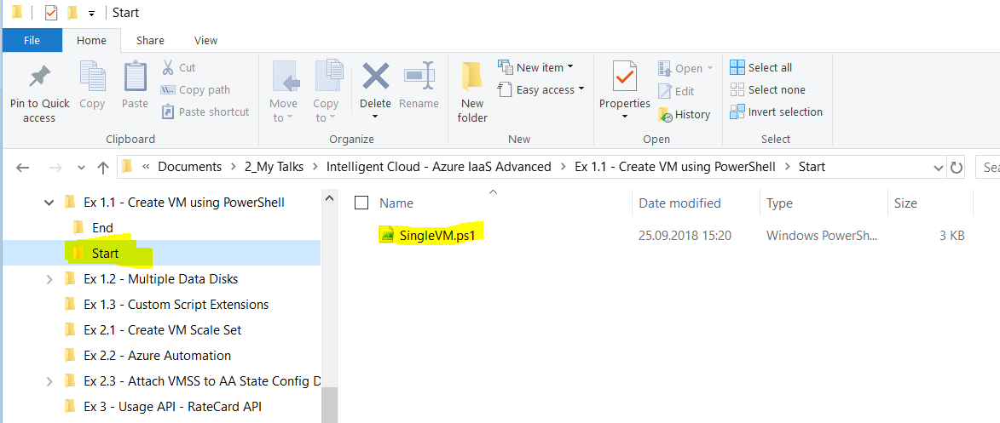 Start
File Home Share View
Pin to Quick access
Copy
Paste
Cut
Copy path
Paste shortcut
Clipboard
Move to
Copy to
Delete
Rename
Organize
New folder
New item
Easy access
New
Properties
Open
Edit
History
Open
Select all
Select none
Invert selection
Select
« Documents > 2_My Talks > Intelligent Cloud - Azure IaaS Advanced > Ex 1.1 - Create VM using PowerShell > Start
Sea
Ex 1.1 - Create VM using PowerShell
End
Start
Ex 1.2 - Multiple Data Disks
Ex 1.3 - Custom Script Extensions
Ex 2.1 - Create VM Scale Set
Ex 2.2 - Azure Automation
Ex 2.3 - Attach VMSS to AA State Config D
Ex 3 - Usage API - RateCard API
Name Date modified Type Size
SingleVM.ps1 25.09.2018 15:20 Windows PowerSh... 3 KB